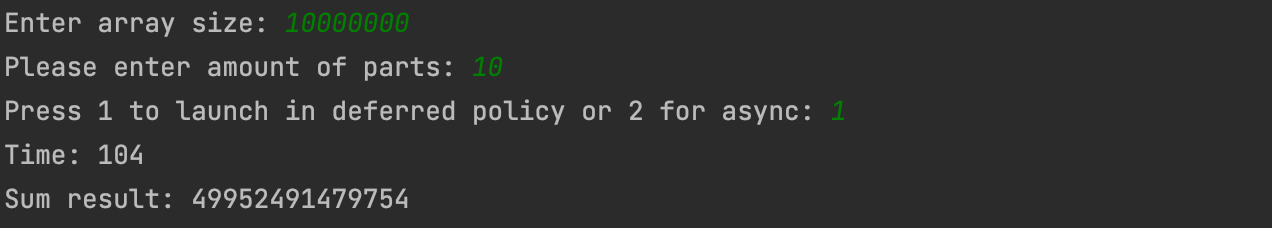 Enter array size: 10000000
Please enter amount of parts: 10
Press 1 to launch in deferred policy or 2 for async: 1
Time: 104
Sum result: 49952491479754